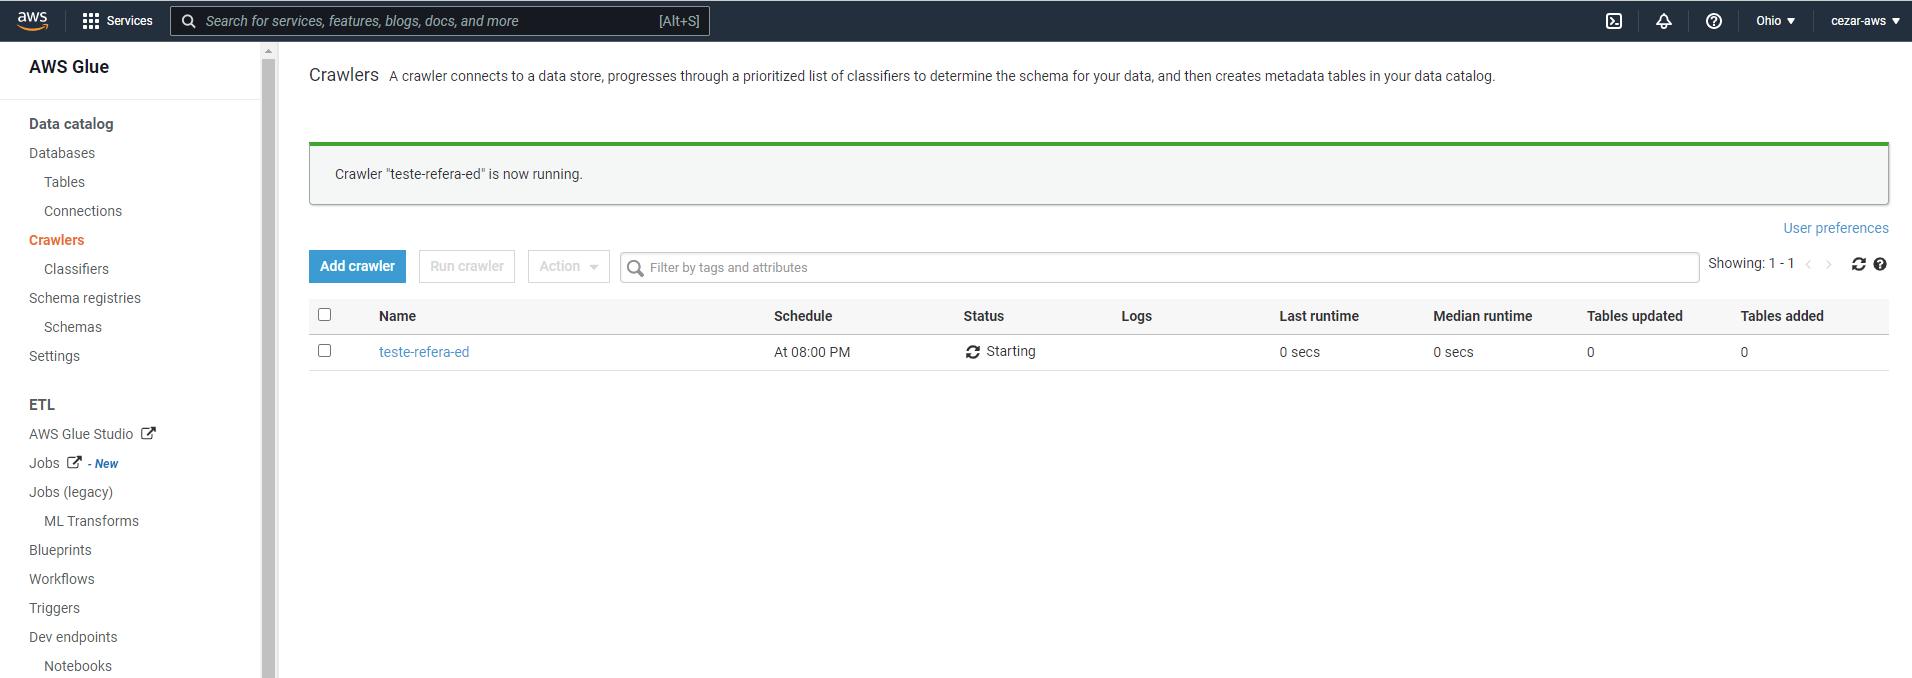 aws
Services
Search for services, features, blogs, docs, and more [Alt+S]
Ohio
cezar-aws
AWS Glue
Data catalog
Databases
Tables
Connections
Crawlers
Classifiers
Schema registries
Schemas
Settings
ETL
AWS Glue Studio
Jobs - New
Jobs (legacy)
ML Transforms
Blueprints
Workflows
Triggers
Dev endpoints
Notebooks
Crawlers A crawler connects to a data store, progresses through a prioritized list of classifiers to determine the schema for your data, and then creates metadata tables in your data catalog.
Crawler "teste-refera-ed" is now running.
User preferences
Add crawler Run crawler Action Filter by tags and attributes Showing: 1 - 1
Name Schedule Status Logs Last runtime Median runtime Tables updated Tables added
teste-refera-ed At 08:00 PM Starting 0 secs 0 secs 0 0